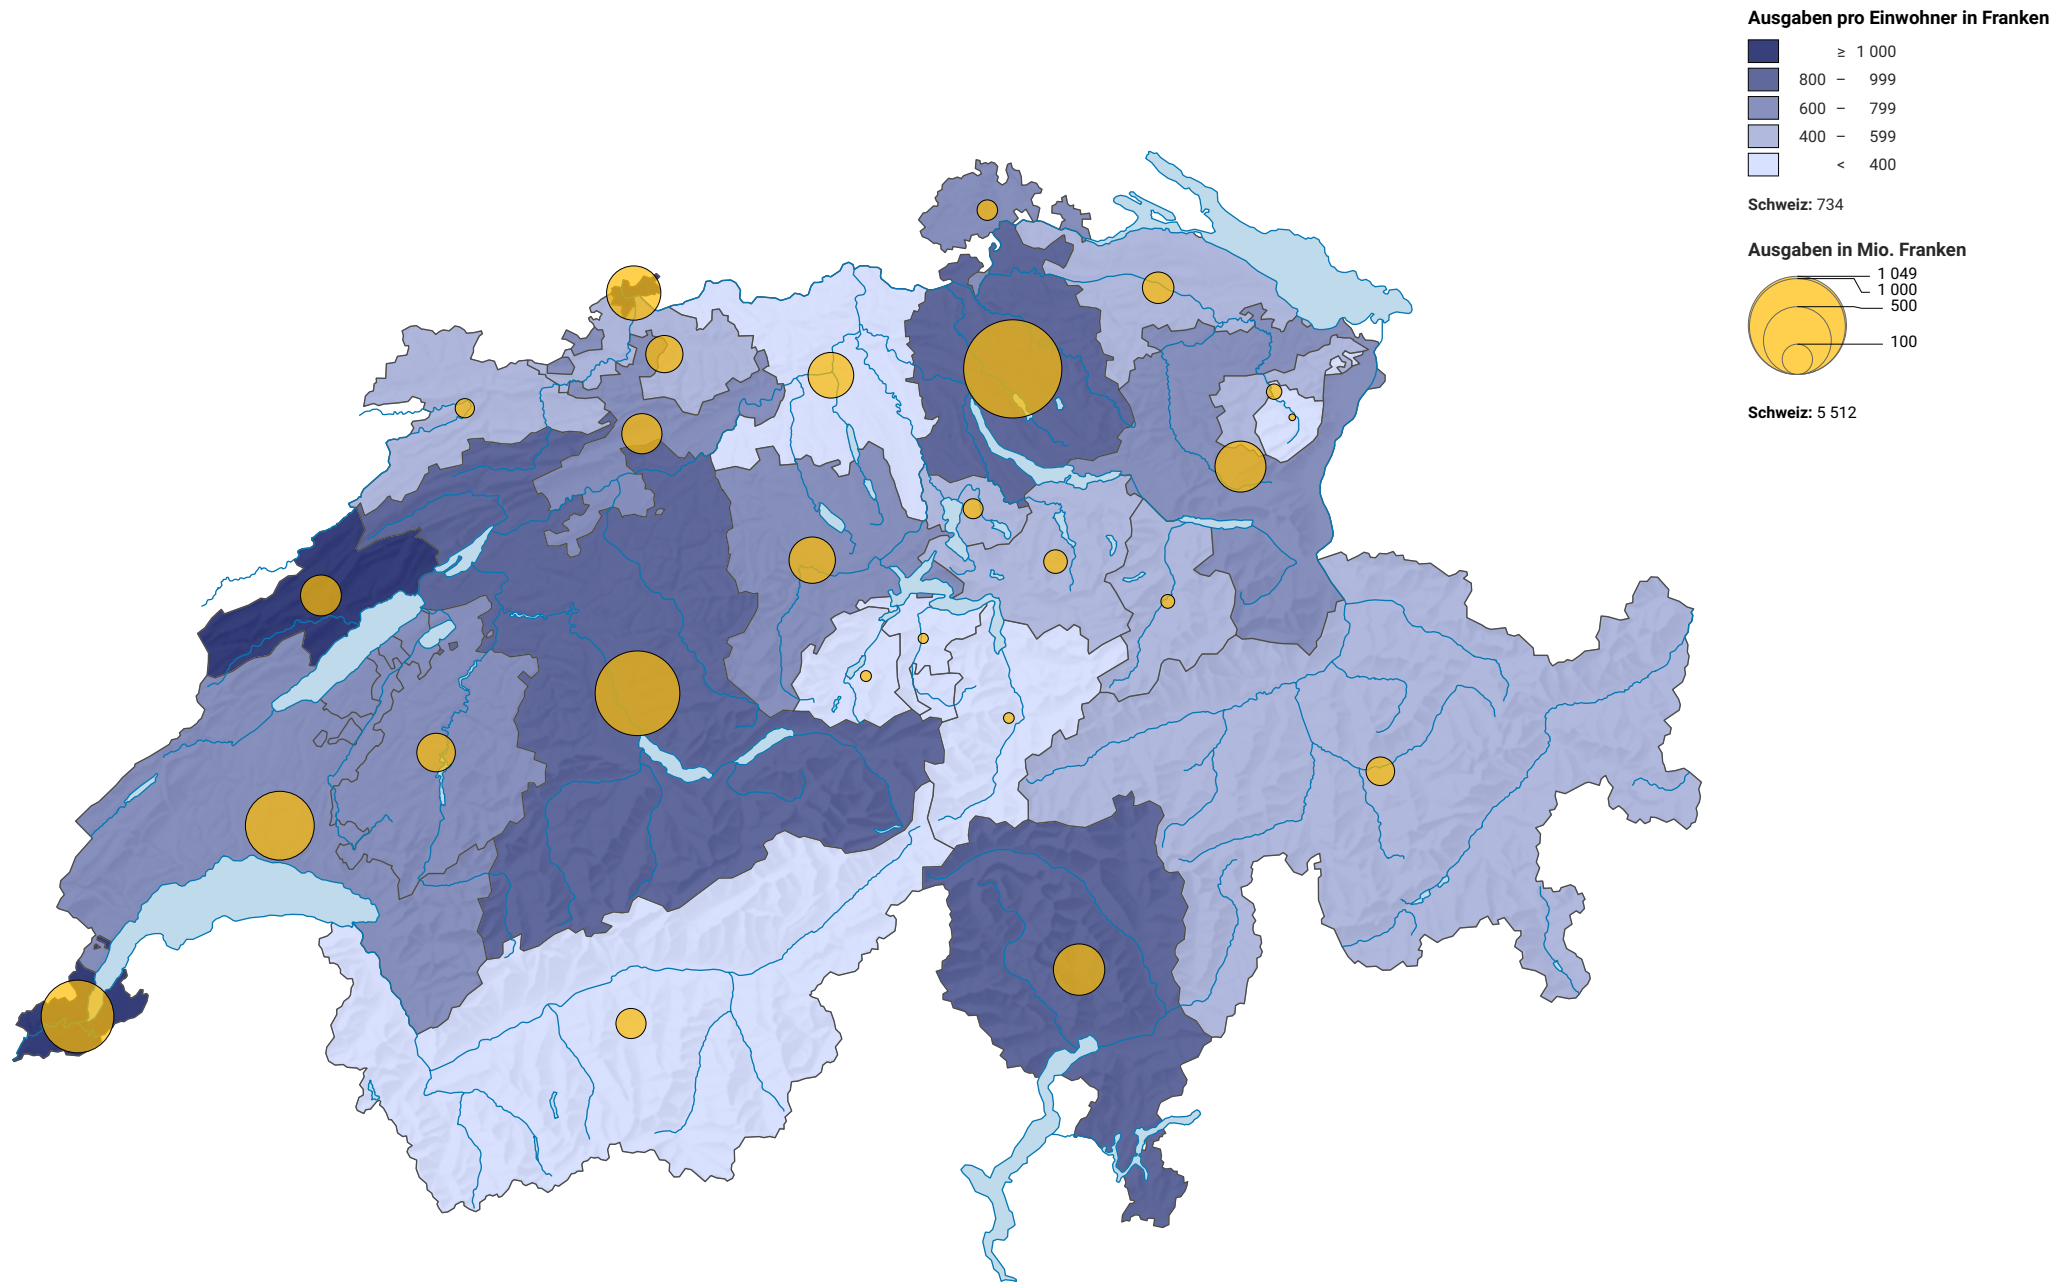 Ausgaben pro Einwohner in Franken
≥ 1 000
800 – 999
600 – 799
400 – 599
< 400
Schweiz: 734
Ausgaben in Mio. Franken
1 049
1 000
500
100
Schweiz: 5 512